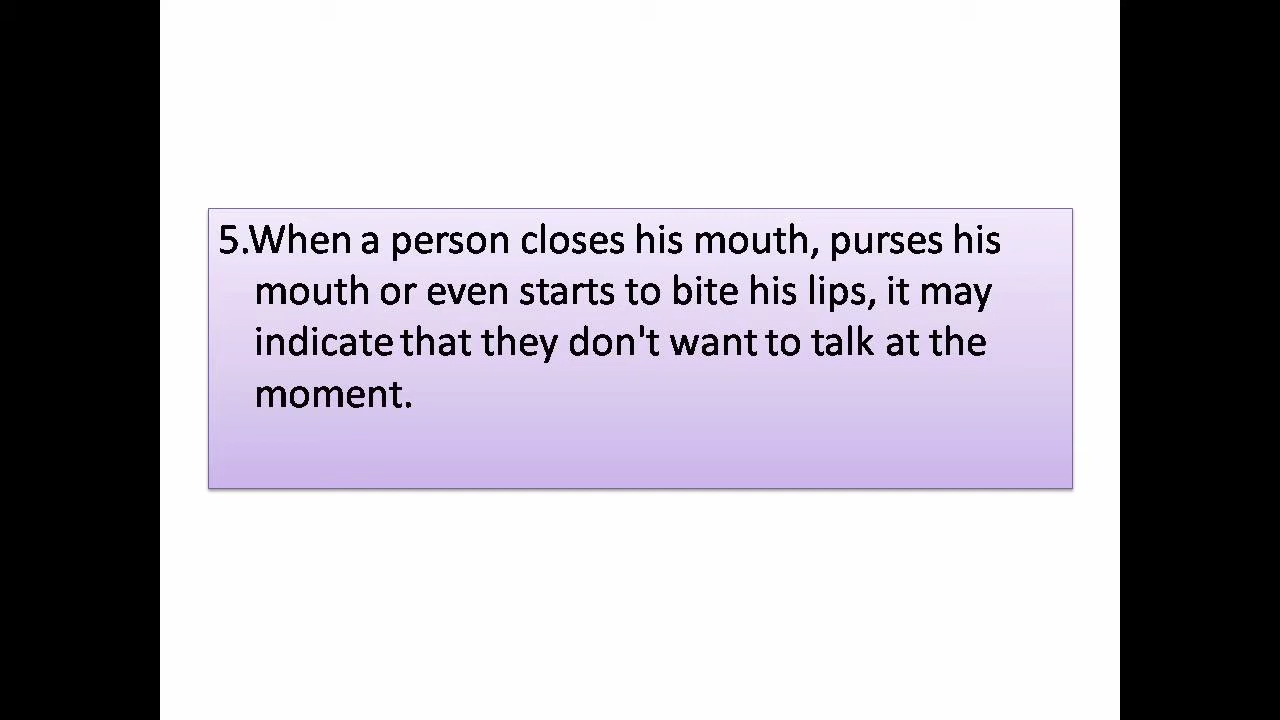 5.When a person closes his mouth, purses his
mouth or even starts to bite his lips, it may
indicate that they don't want to talk at the
moment.